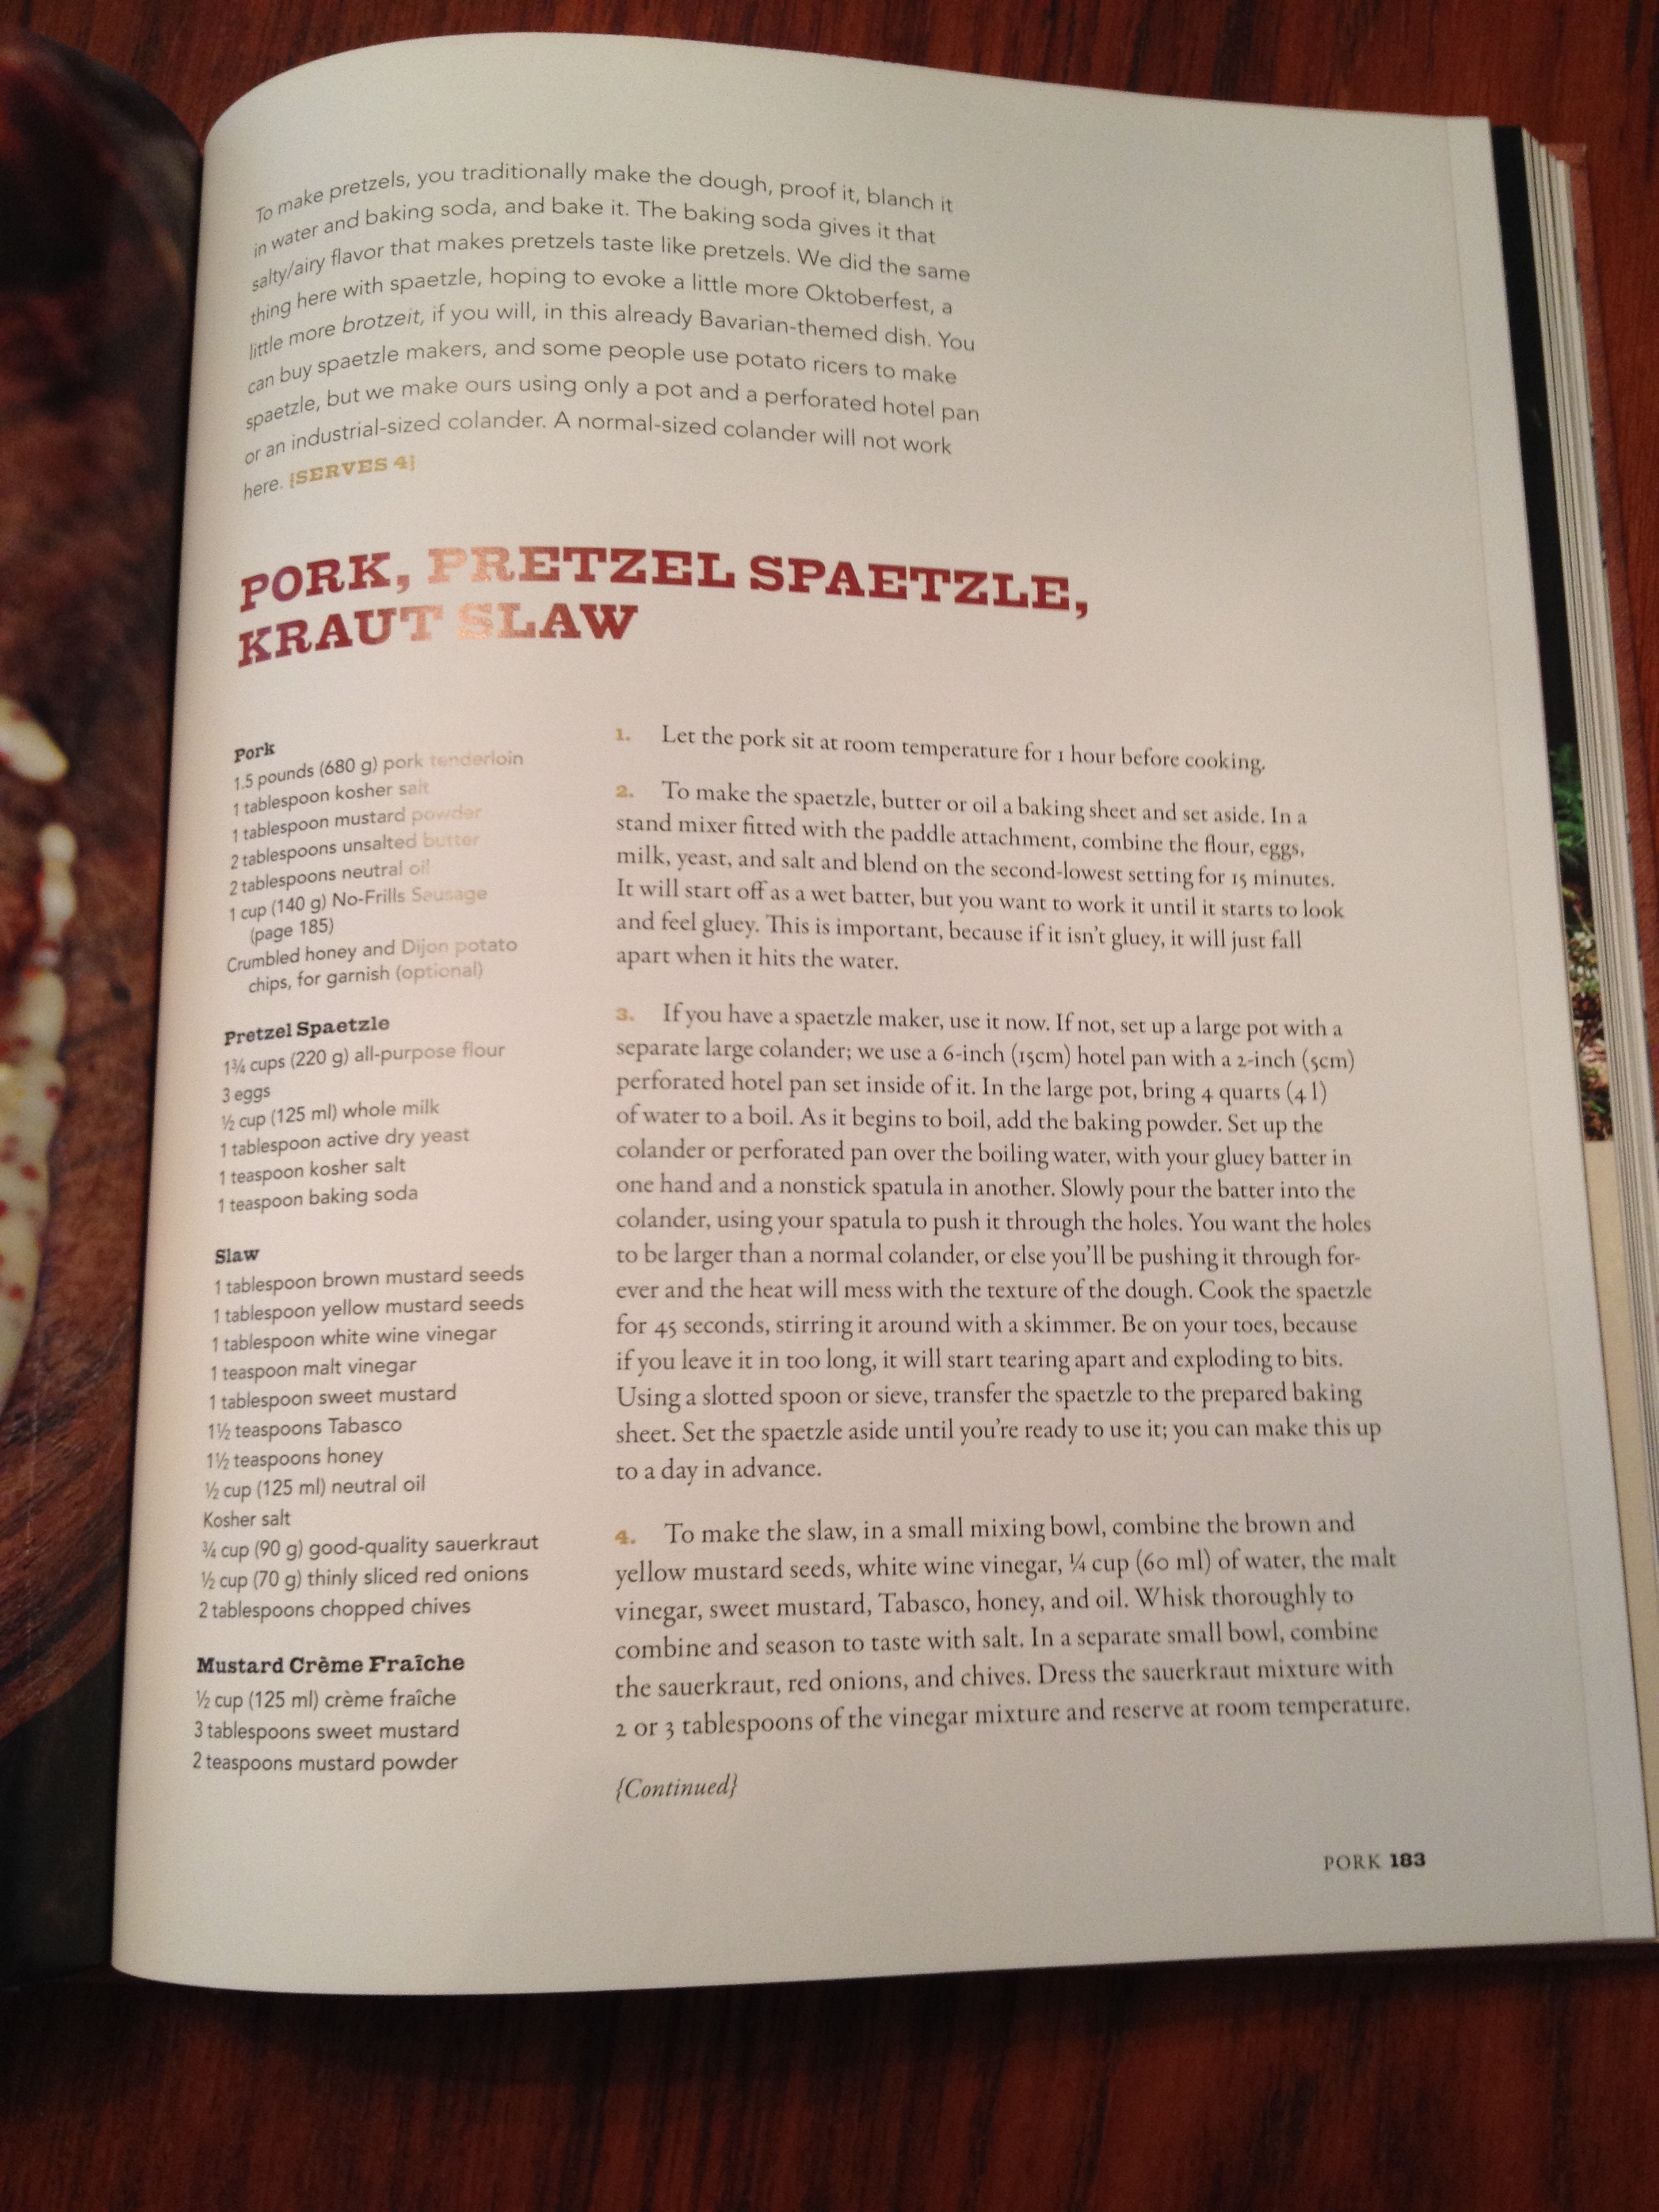 To make pretzels, you traditionally make the dough, proof it, blanch it
in water and baking soda, and bake it. The baking soda gives it that
salty/airy flavor that makes pretzels taste like pretzels. We did the same
thing here with spaetzle, hoping to evoke a little more Oktoberfest, a
little more brotzeit, if you will, in this already Bavarian-themed dish. You
can buy spaetzle makers, and some people use potato ricers to make
spaetzle, but we make ours using only a pot and a perforated hotel pan
or an industrial-sized colander. A normal-sized colander will not work
here. {SERVES 4}
PORK, PRETZEL SPAETZLE,
KRAUT SLAW
Pork
1.5 pounds (680 g) pork tenderloin
1 tablespoon kosher salt
1 tablespoon mustard powder
2 tablespoons unsalted butter
2 tablespoons neutral oil
1 cup (140 g) No-Frills Sausage
(page 185)
Crumbled honey and Dijon potato
chips, for garnish (optional)
Pretzel Spaetzle
1¾ cups (220 g) all-purpose flour
3 eggs
½ cup (125 ml) whole milk
1 tablespoon active dry yeast
1 teaspoon kosher salt
1 teaspoon baking soda
Slaw
1 tablespoon brown mustard seeds
1 tablespoon yellow mustard seeds
1 tablespoon white wine vinegar
1 teaspoon malt vinegar
1 tablespoon sweet mustard
1½ teaspoons Tabasco
1½ teaspoons honey
½ cup (125 ml) neutral oil
Kosher salt
¾ cup (90 g) good-quality sauerkraut
½ cup (70 g) thinly sliced red onions
2 tablespoons chopped chives
Mustard Crème Fraîche
½ cup (125 ml) crème fraîche
3 tablespoons sweet mustard
2 teaspoons mustard powder
1. Let the pork sit at room temperature for 1 hour before cooking.
2. To make the spaetzle, butter or oil a baking sheet and set aside. In a
stand mixer fitted with the paddle attachment, combine the flour, eggs,
milk, yeast, and salt and blend on the second-lowest setting for 15 minutes.
It will start off as a wet batter, but you want to work it until it starts to look
and feel gluey. This is important, because if it isn't gluey, it will just fall
apart when it hits the water.
3. If you have a spaetzle maker, use it now. If not, set up a large pot with a
separate large colander; we use a 6-inch (15cm) hotel pan with a 2-inch (5cm)
perforated hotel pan set inside of it. In the large pot, bring 4 quarts (4 l)
of water to a boil. As it begins to boil, add the baking powder. Set up the
colander or perforated pan over the boiling water, with your gluey batter in
one hand and a nonstick spatula in another. Slowly pour the batter into the
colander, using your spatula to push it through the holes. You want the holes
to be larger than a normal colander, or else you'll be pushing it through for-
ever and the heat will mess with the texture of the dough. Cook the spaetzle
for 45 seconds, stirring it around with a skimmer. Be on your toes, because
if you leave it in too long, it will start tearing apart and exploding to bits.
Using a slotted spoon or sieve, transfer the spaetzle to the prepared baking
sheet. Set the spaetzle aside until you're ready to use it; you can make this up
to a day in advance.
4. To make the slaw, in a small mixing bowl, combine the brown and
yellow mustard seeds, white wine vinegar, ¼ cup (60 ml) of water, the malt
vinegar, sweet mustard, Tabasco, honey, and oil. Whisk thoroughly to
combine and season to taste with salt. In a separate small bowl, combine
the sauerkraut, red onions, and chives. Dress the sauerkraut mixture with
2 or 3 tablespoons of the vinegar mixture and reserve at room temperature.
{Continued}
PORK 183